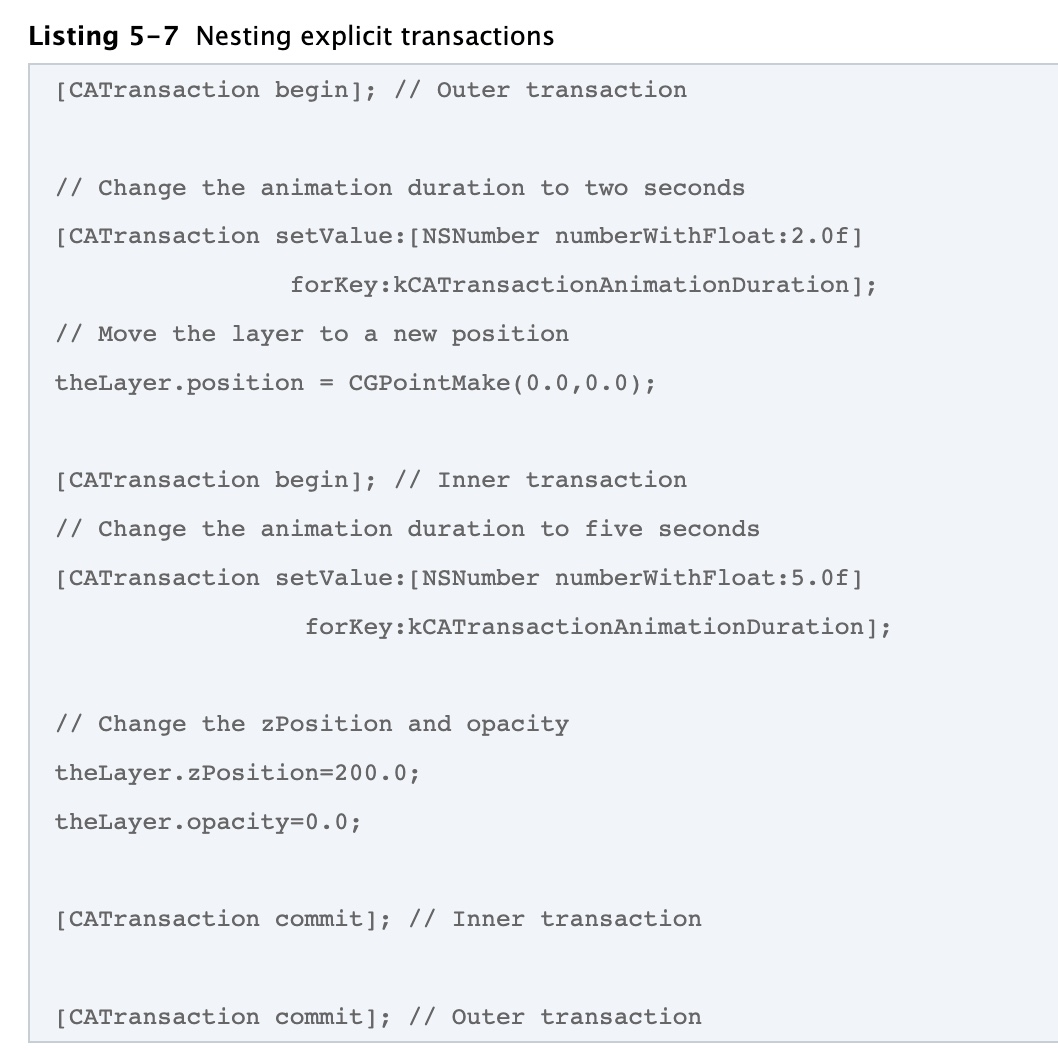 Listing 5-7 Nesting explicit transactions
[CATransaction begin]; // Outer transaction
// Change the animation duration to two seconds
[CATransaction setValue:[NSNumber numberWithFloat:2.0f]
forKey:kCATransactionAnimationDuration];
// Move the layer to a new position
theLayer.position = CGPointMake(0.0,0.0);
[CATransaction begin]; // Inner transaction
// Change the animation duration to five seconds
[CATransaction setValue:[NSNumber numberWithFloat:5.0f]
forKey:kCATransactionAnimationDuration];
// Change the zPosition and opacity
theLayer.zPosition=200.0;
theLayer.opacity=0.0;
[CATransaction commit]; // Inner transaction
[CATransaction commit]; // Outer transaction